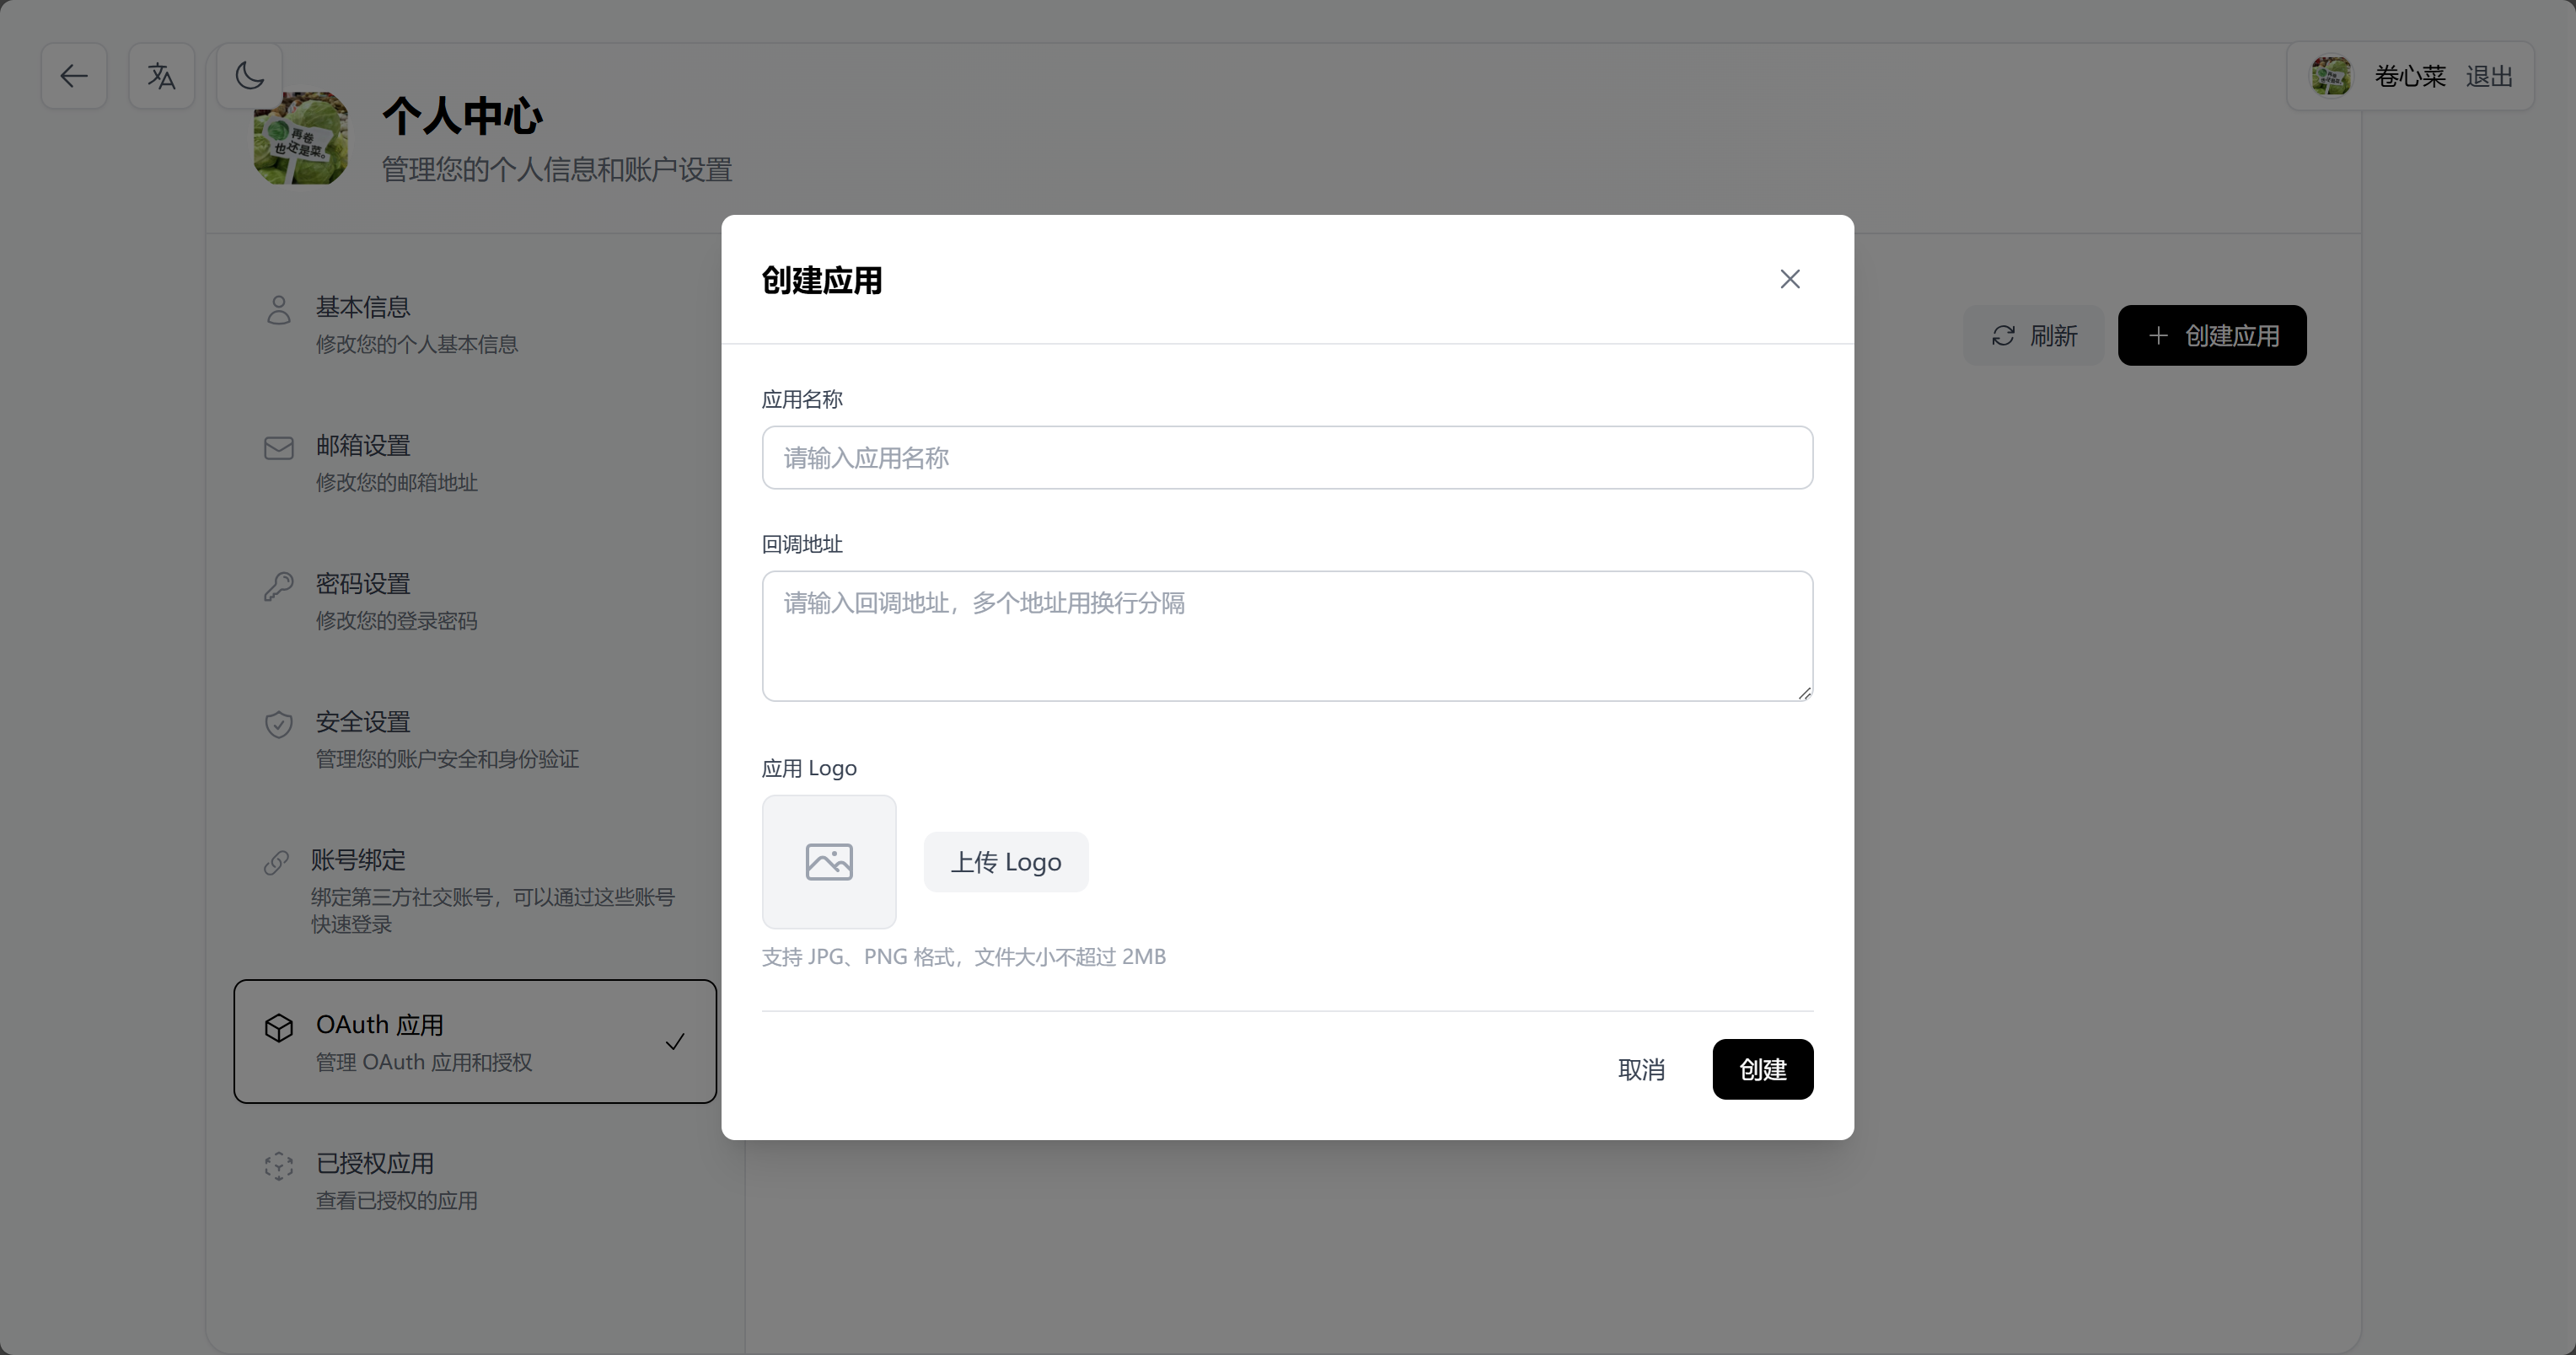 卷心菜 退出
再卷
也还是菜。
个人中心
管理您的个人信息和账户设置
基本信息
修改您的个人基本信息
邮箱设置
修改您的邮箱地址
密码设置
修改您的登录密码
安全设置
管理您的账户安全和身份验证
账号绑定
绑定第三方社交账号，可以通过这些账号
快速登录
OAuth 应用
管理 OAuth 应用和授权
已授权应用
查看已授权的应用
刷新
创建应用
创建应用
应用名称
请输入应用名称
回调地址
请输入回调地址，多个地址用换行分隔
应用 Logo
上传 Logo
支持 JPG、PNG 格式，文件大小不超过 2MB
取消
创建